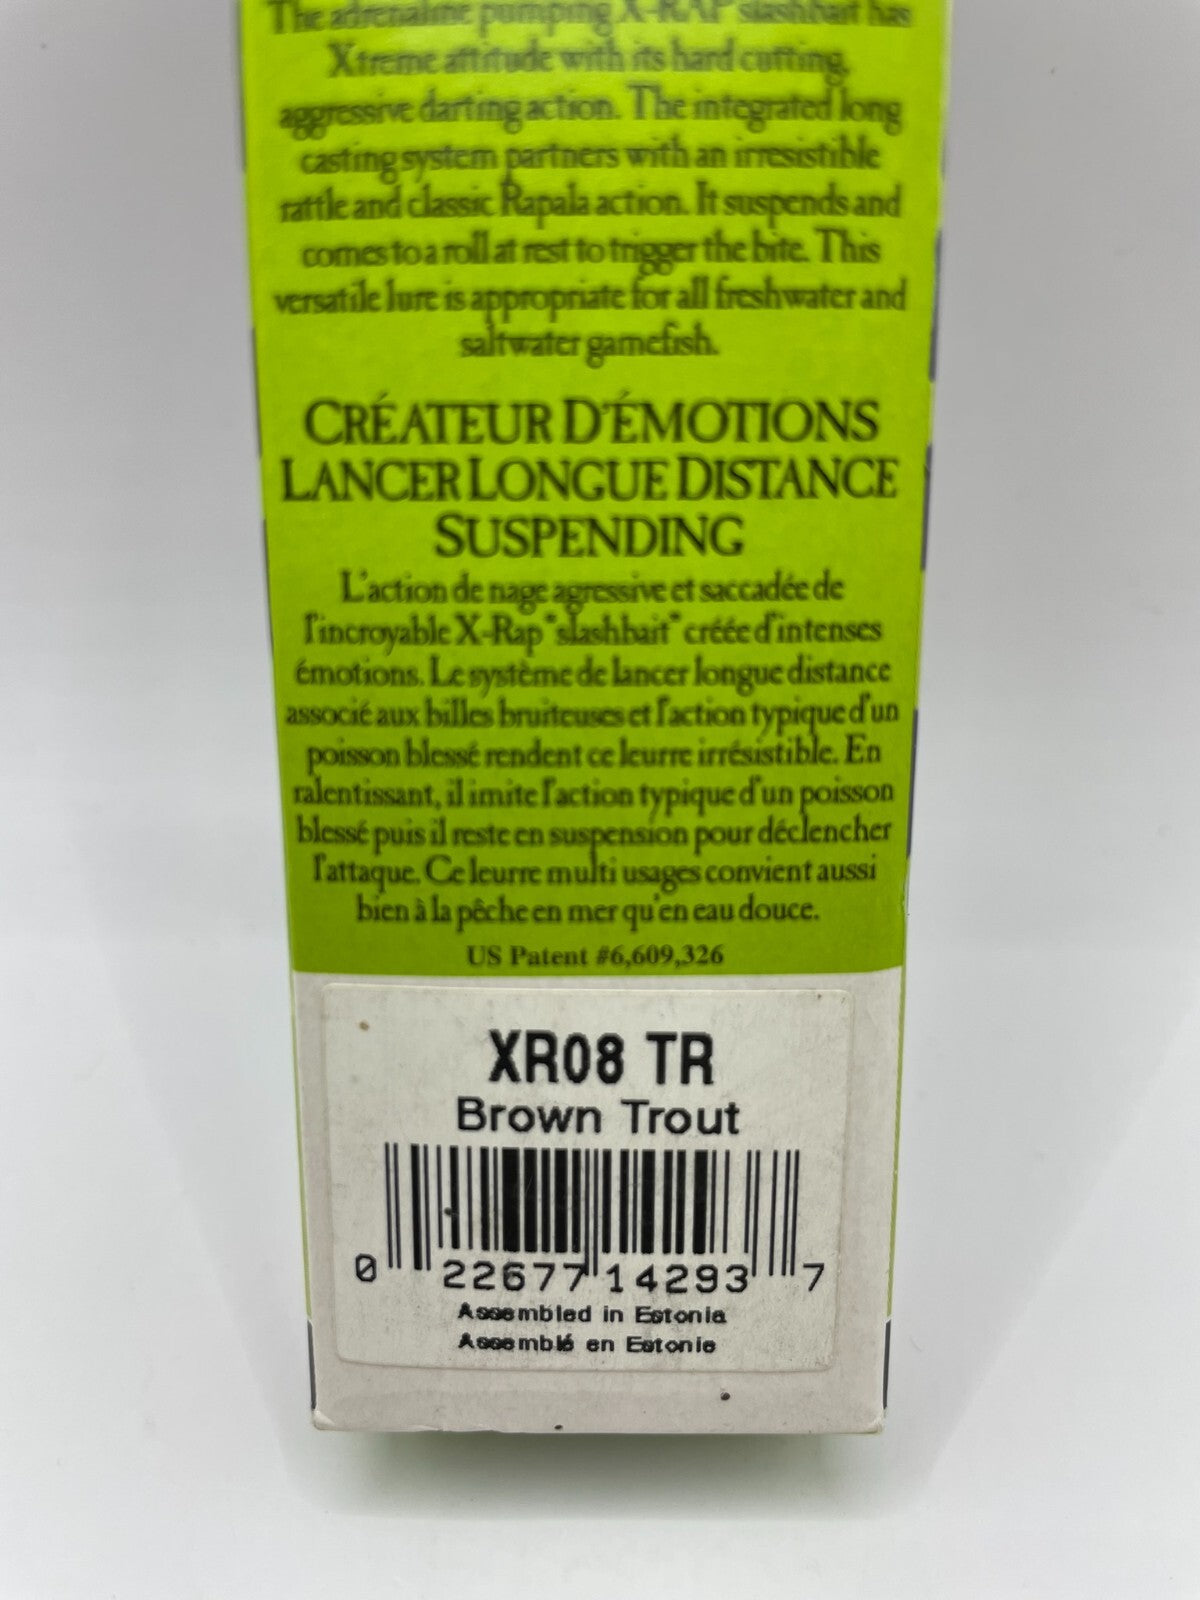 The adrenaline pumping X-RAP slashbait has
Xtreme attitude with its hard cutting,
aggressive darting action. The integrated long
casting system partners with an irresistible
rattle and classic Rapala action. It suspends and
comes to a roll at rest to trigger the bite. This
versatile lure is appropriate for all freshwater and
saltwater gamefish.
CRÉATEUR D'ÉMOTIONS
LANCER LONGUE DISTANCE
SUSPENDING
L'action de nage agressive et saccadée de
l'incroyable X-Rap "slashbait" créée d'intenses
émotions. Le système de lancer longue distance
associé aux billes bruiteuses et l'action typique d'un
poisson blessé rendent ce leurre irrésistible. En
ralentissant, il imite l'action typique d'un poisson
blessé puis il reste en suspension pour déclencher
l'attaque. Ce leurre multi usages convient aussi
bien à la pêche en mer qu'en eau douce.
US Patent #6,609,326
XR08 TR
Brown Trout
0 22677 14293 7
Assembled in Estonia
Assemblé en Estonie